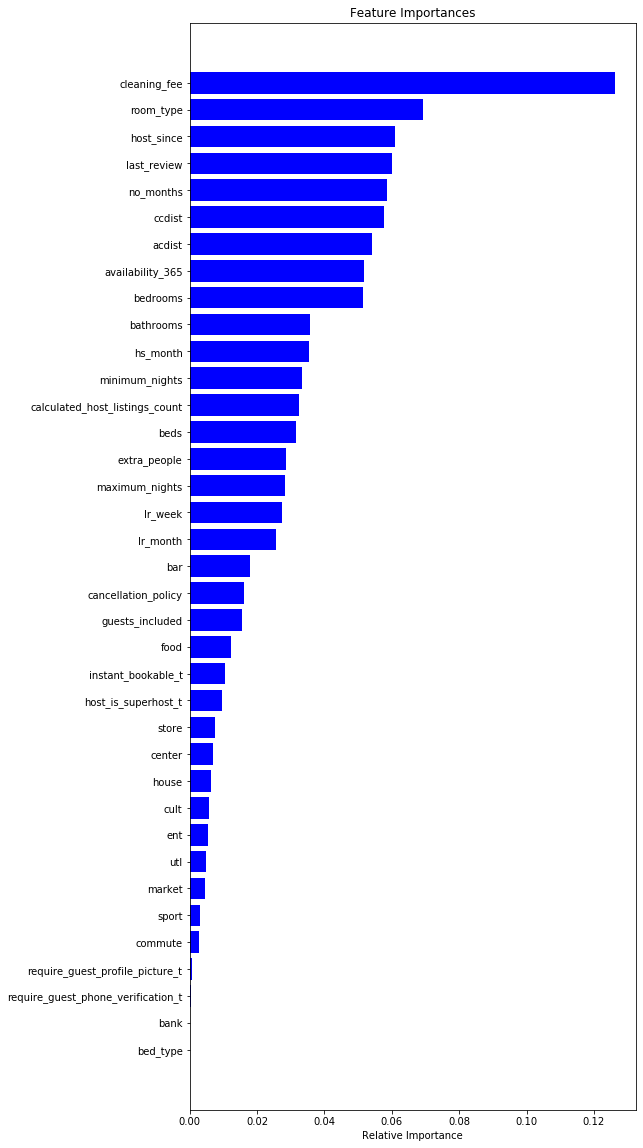 Feature Importances
cleaning_fee
room_type
host_since
last_review
no_months
ccdist
acdist
availability_365
bedrooms
bathrooms
hs_month
minimum_nights
calculated_host_listings_count
beds
extra_people
maximum_nights
lr_week
lr_month
bar
cancellation_policy
guests_included
food
instant_bookable_t
host_is_superhost_t
store
center
house
cult
ent
utl
market
sport
commute
require_guest_profile_picture_t
require_guest_phone_verification_t
bank
bed_type
0.00 0.02 0.04 0.06 0.08 0.10 0.12
Relative Importance